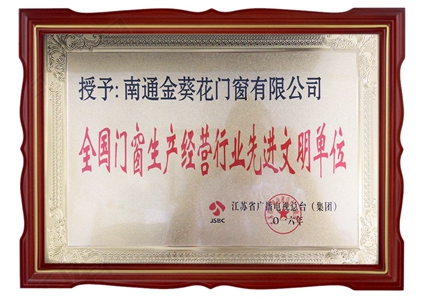 授予:南通金葵花门窗有限公司
全国门窗生产经营行业先进文明单位
JSBC
江苏省广播电视总台(集团)
二〇一六年